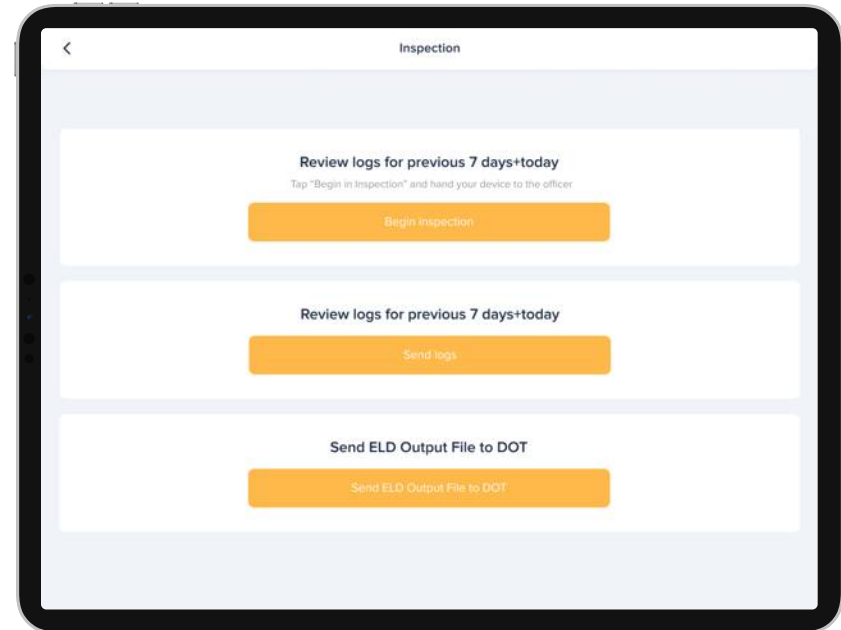 Inspection
Review logs for previous 7 days+today
Tap "Begin in Inspection" and hand your device to the officer
Begin inspection
Review logs for previous 7 days+today
Send logs
Send ELD Output File to DOT
Send ELD Output File to DOT